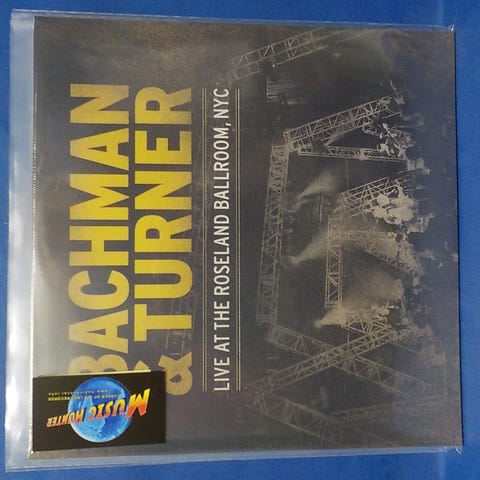 BACHMAN
& TURNER
LIVE AT THE ROSELAND BALLROOM, NYC
MUSIC HUNTER